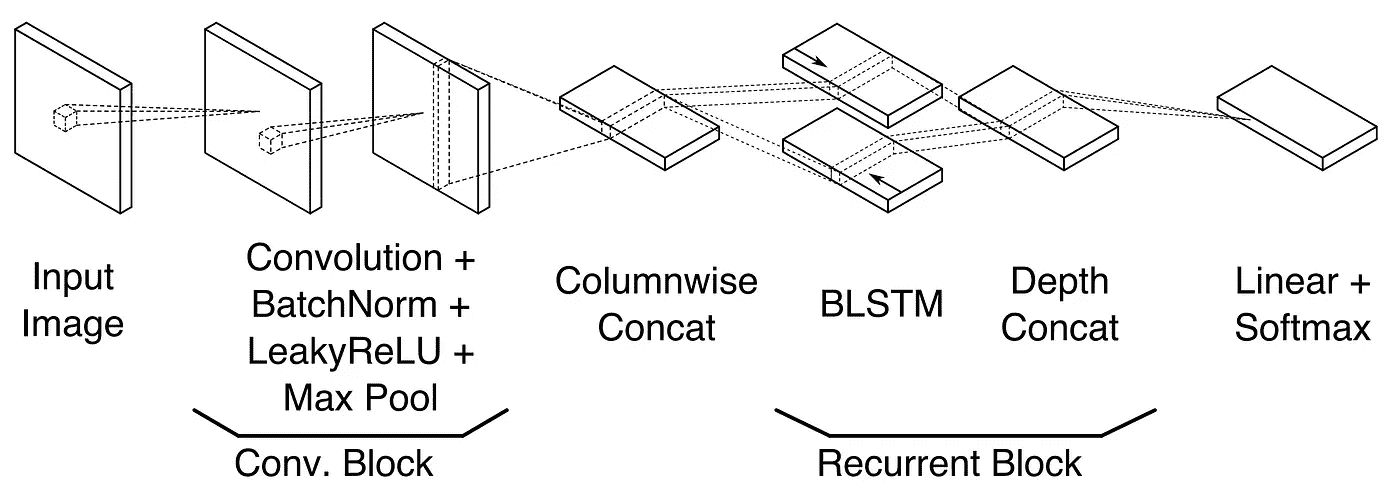 Input
Image
Convolution +
BatchNorm +
LeakyReLU +
Max Pool
Conv. Block
Columnwise
Concat
BLSTM
Depth
Concat
Recurrent Block
Linear +
Softmax